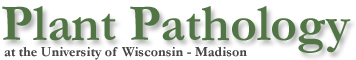 Plant Pathology
at the University of Wisconsin - Madison